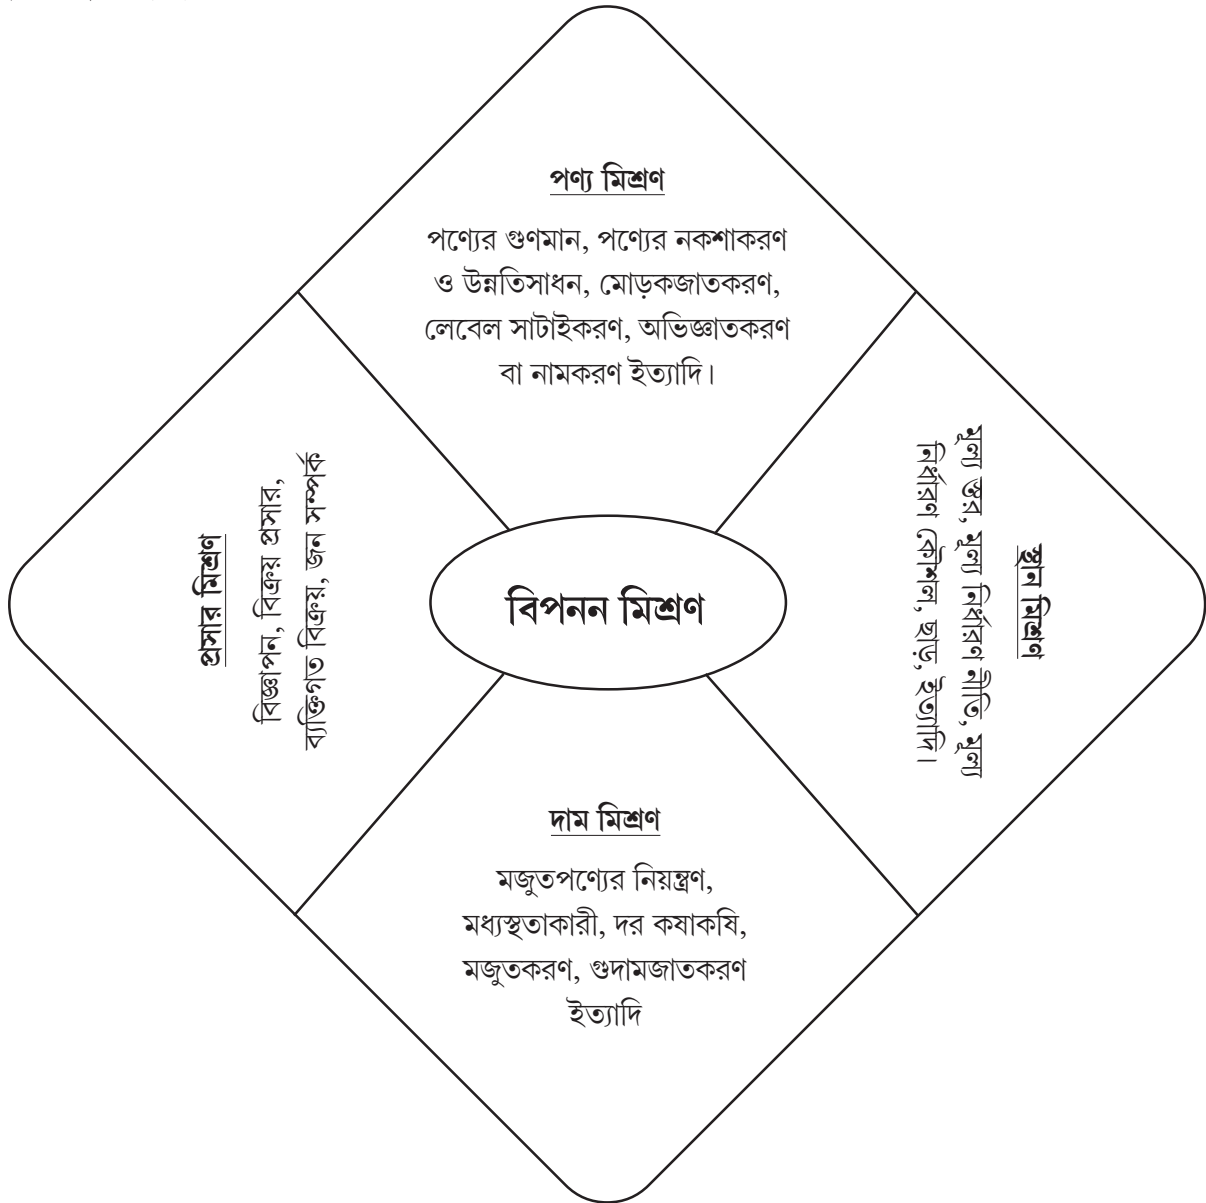 পণ্য মিশ্রণ
পণ্যের গুণমান, পণ্যের নকশাকরণ
ও উন্নতিসাধন, মোড়কজাতকরণ,
লেবেল সাটাইকরণ, অভিজ্ঞাতকরণ
বা নামকরণ ইত্যাদি।
প্রসার মিশ্রণ
বিজ্ঞাপন, বিক্রয় প্রসার,
ব্যক্তিগত বিক্রয়, জন সম্পর্ক
বিপনন মিশ্রণ
স্থান মিশ্রণ
মূল্য স্তর, মূল্য নির্ধারণ নীতি, মূল্য
নির্ধারণ কৌশল, ছাড়, ইত্যাদি।
দাম মিশ্রণ
মজুতপণ্যের নিয়ন্ত্রণ,
মধ্যস্থতাকারী, দর কষাকষি,
মজুতকরণ, গুদামজাতকরণ
ইত্যাদি